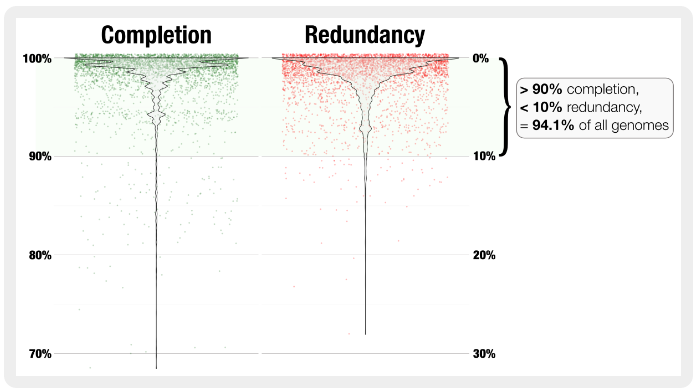 Completion
Redundancy
100%
90%
80%
70%
0%
10%
20%
30%
> 90% completion,
< 10% redundancy,
= 94.1% of all genomes